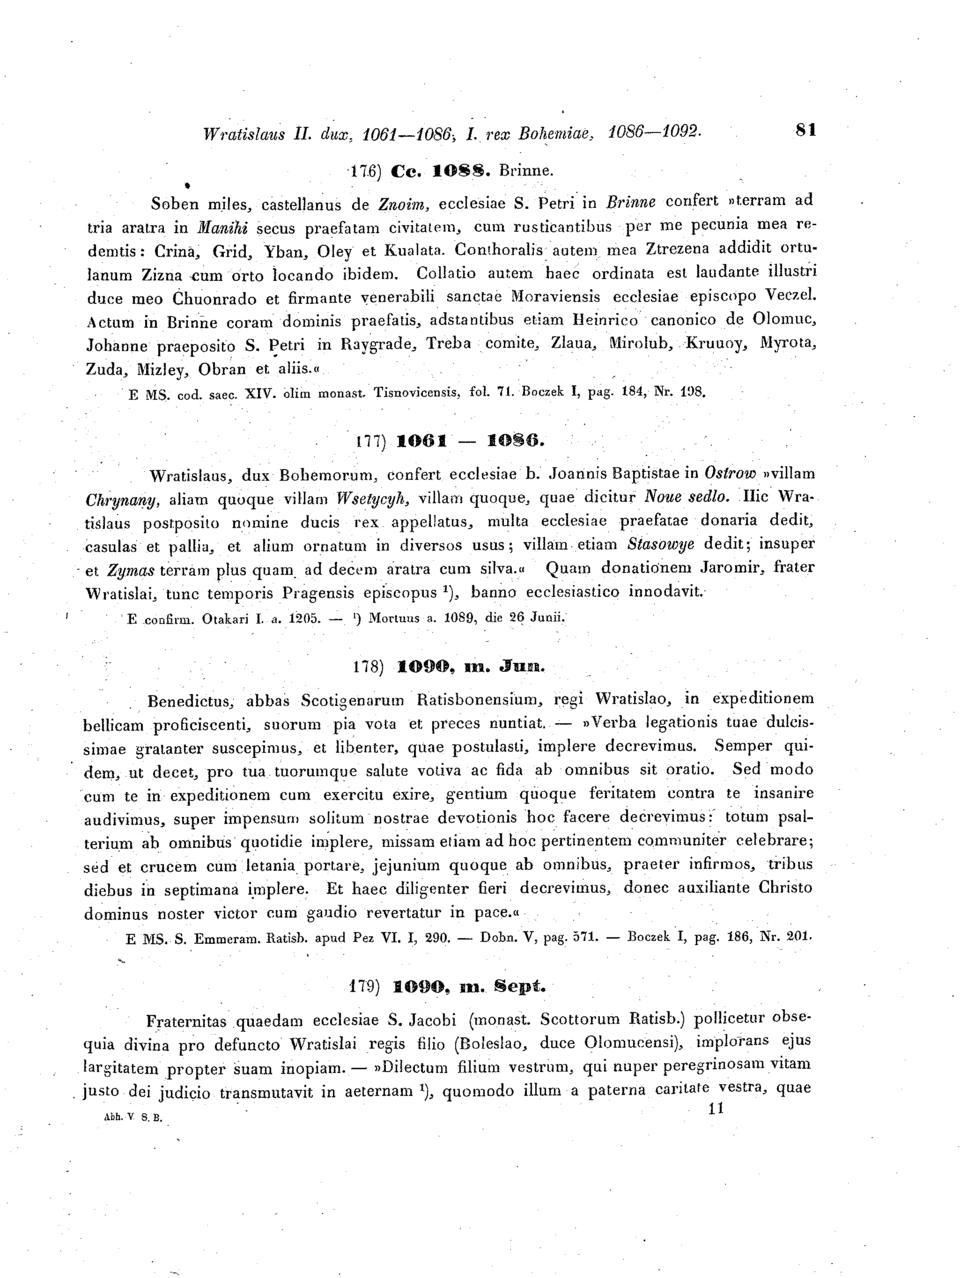 Wratislaus II. dux, 1061—1086; I. rex Bohemiae, 1086—1092. 81
176) Cc. 1088. Brinne.
Soben miles, castellanus de Znoim, ecclesiae S. Petri in Brinne confert »terram ad
tria aratra in Manihi secus praefatam civitatem, cum rusticantibus per me pecunia mea re-
demtis: Crina, Grid, Yban, Oley et Kualata. Conthoralis autem mea Ztrezena addidit ortu-
lanum Zizna cum orto locando ibidem. Collatio autem haec ordinata est laudante illustri
duce meo Chuonrado et firmante venerabili sanctae Moraviensis ecclesiae episcopo Veczel.
Actum in Brinne coram dominis praefatis, adstantibus etiam Heinrico canonico de Olomuc,
Johanne praeposito S. Petri in Raygrade, Treba comite, Zlaua, Mirolub, Kruuoy, Myrota,
Zuda, Mizley, Obran et aliis.«
E MS. cod. saec. XIV. olim monast. Tisnovicensis, fol. 71. Boczek I, pag. 184, Nr. 198.
177) 1061 — 1086.
Wratislaus, dux Bohemorum, confert ecclesiae b. Joannis Baptistae in Ostrow »villam
Chrynany, aliam quoque villam Wsetycyh, villam quoque, quae dicitur Noue sedlo. Hic Wra-
tislaus postposito nomine ducis rex appellatus, multa ecclesiae praefatae donaria dedit,
casulas et pallia, et alium ornatum in diversos usus; villam etiam Stasowye dedit; insuper
et Zymas terram plus quam ad decem aratra cum silva.« Quam donationem Jaromir, frater
Wratislai, tunc temporis Pragensis episcopus ¹), banno ecclesiastico innodavit.
E confirm. Otakari I. a. 1205. — ¹) Mortuus a. 1089, die 26 Junii.
178) 1090, m. Jun.
Benedictus, abbas Scotigenarum Ratisbonensium, regi Wratislao, in expeditionem
bellicam proficiscenti, suorum pia vota et preces nuntiat. — »Verba legationis tuae dulcis-
simae gratanter suscepimus, et libenter, quae postulasti, implere decrevimus. Semper qui-
dem, ut decet, pro tua tuorumque salute votiva ac fida ab omnibus sit oratio. Sed modo
cum te in expeditionem cum exercitu exire, gentium quoque feritatem contra te insanire
audivimus, super impensum solitum nostrae devotionis hoc facere decrevimus: totum psal-
terium ab omnibus quotidie implere, missam etiam ad hoc pertinentem communiter celebrare;
sed et crucem cum letania portare, jejunium quoque ab omnibus, praeter infirmos, tribus
diebus in septimana implere. Et haec diligenter fieri decrevimus, donec auxiliante Christo
dominus noster victor cum gaudio revertatur in pace.«
E MS. S. Emmeram. Ratisb. apud Pez VI. I, 290. — Dobn. V, pag. 571. — Boczek I, pag. 186, Nr. 201.
179) 1090, m. Sept.
Fraternitas quaedam ecclesiae S. Jacobi (monast. Scottorum Ratisb.) pollicetur obse-
quia divina pro defuncto Wratislai regis filio (Boleslao, duce Olomucensi), implorans ejus
largitatem propter suam inopiam. — »Dilectum filium vestrum, qui nuper peregrinosam vitam
justo dei judicio transmutavit in aeternam ¹), quomodo illum a paterna caritate vestra, quae
Abh. V S. B. 11